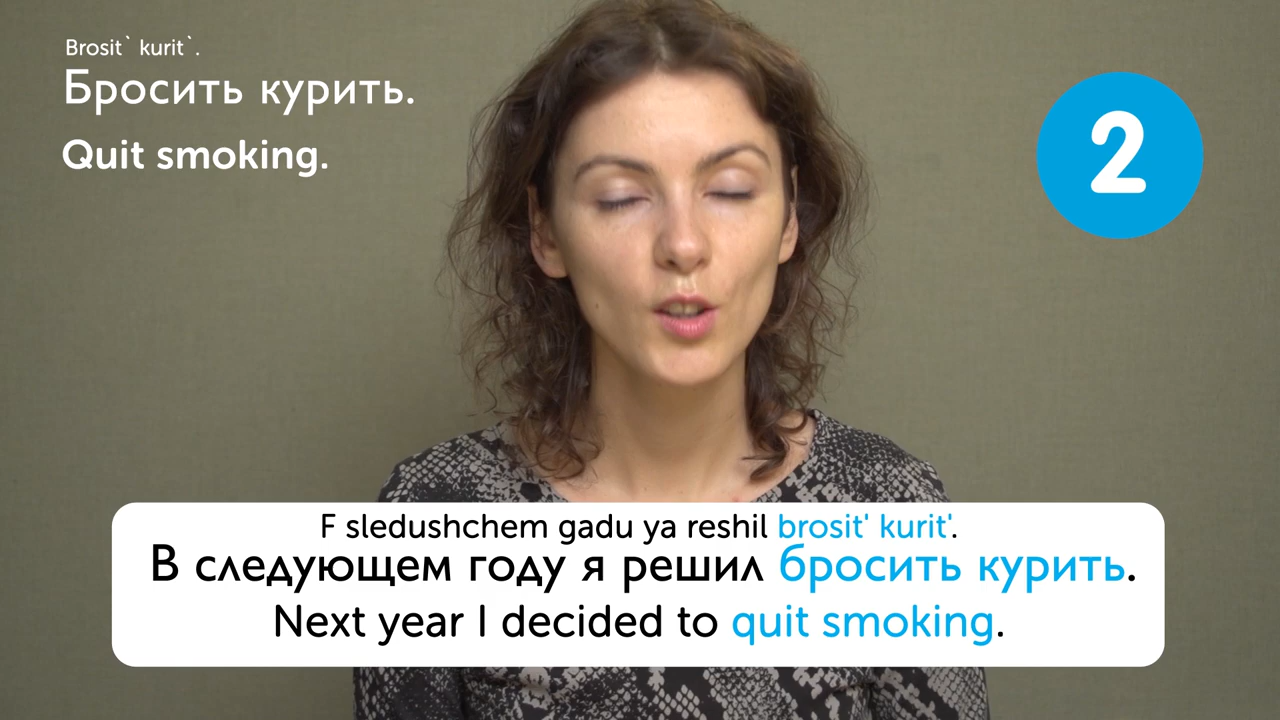 Brosit` kurit`.
Бросить курить.
Quit smoking.
2
F sledushchem gadu ya reshil brosit' kurit'.
В следующем году я решил бросить курить.
Next year I decided to quit smoking.